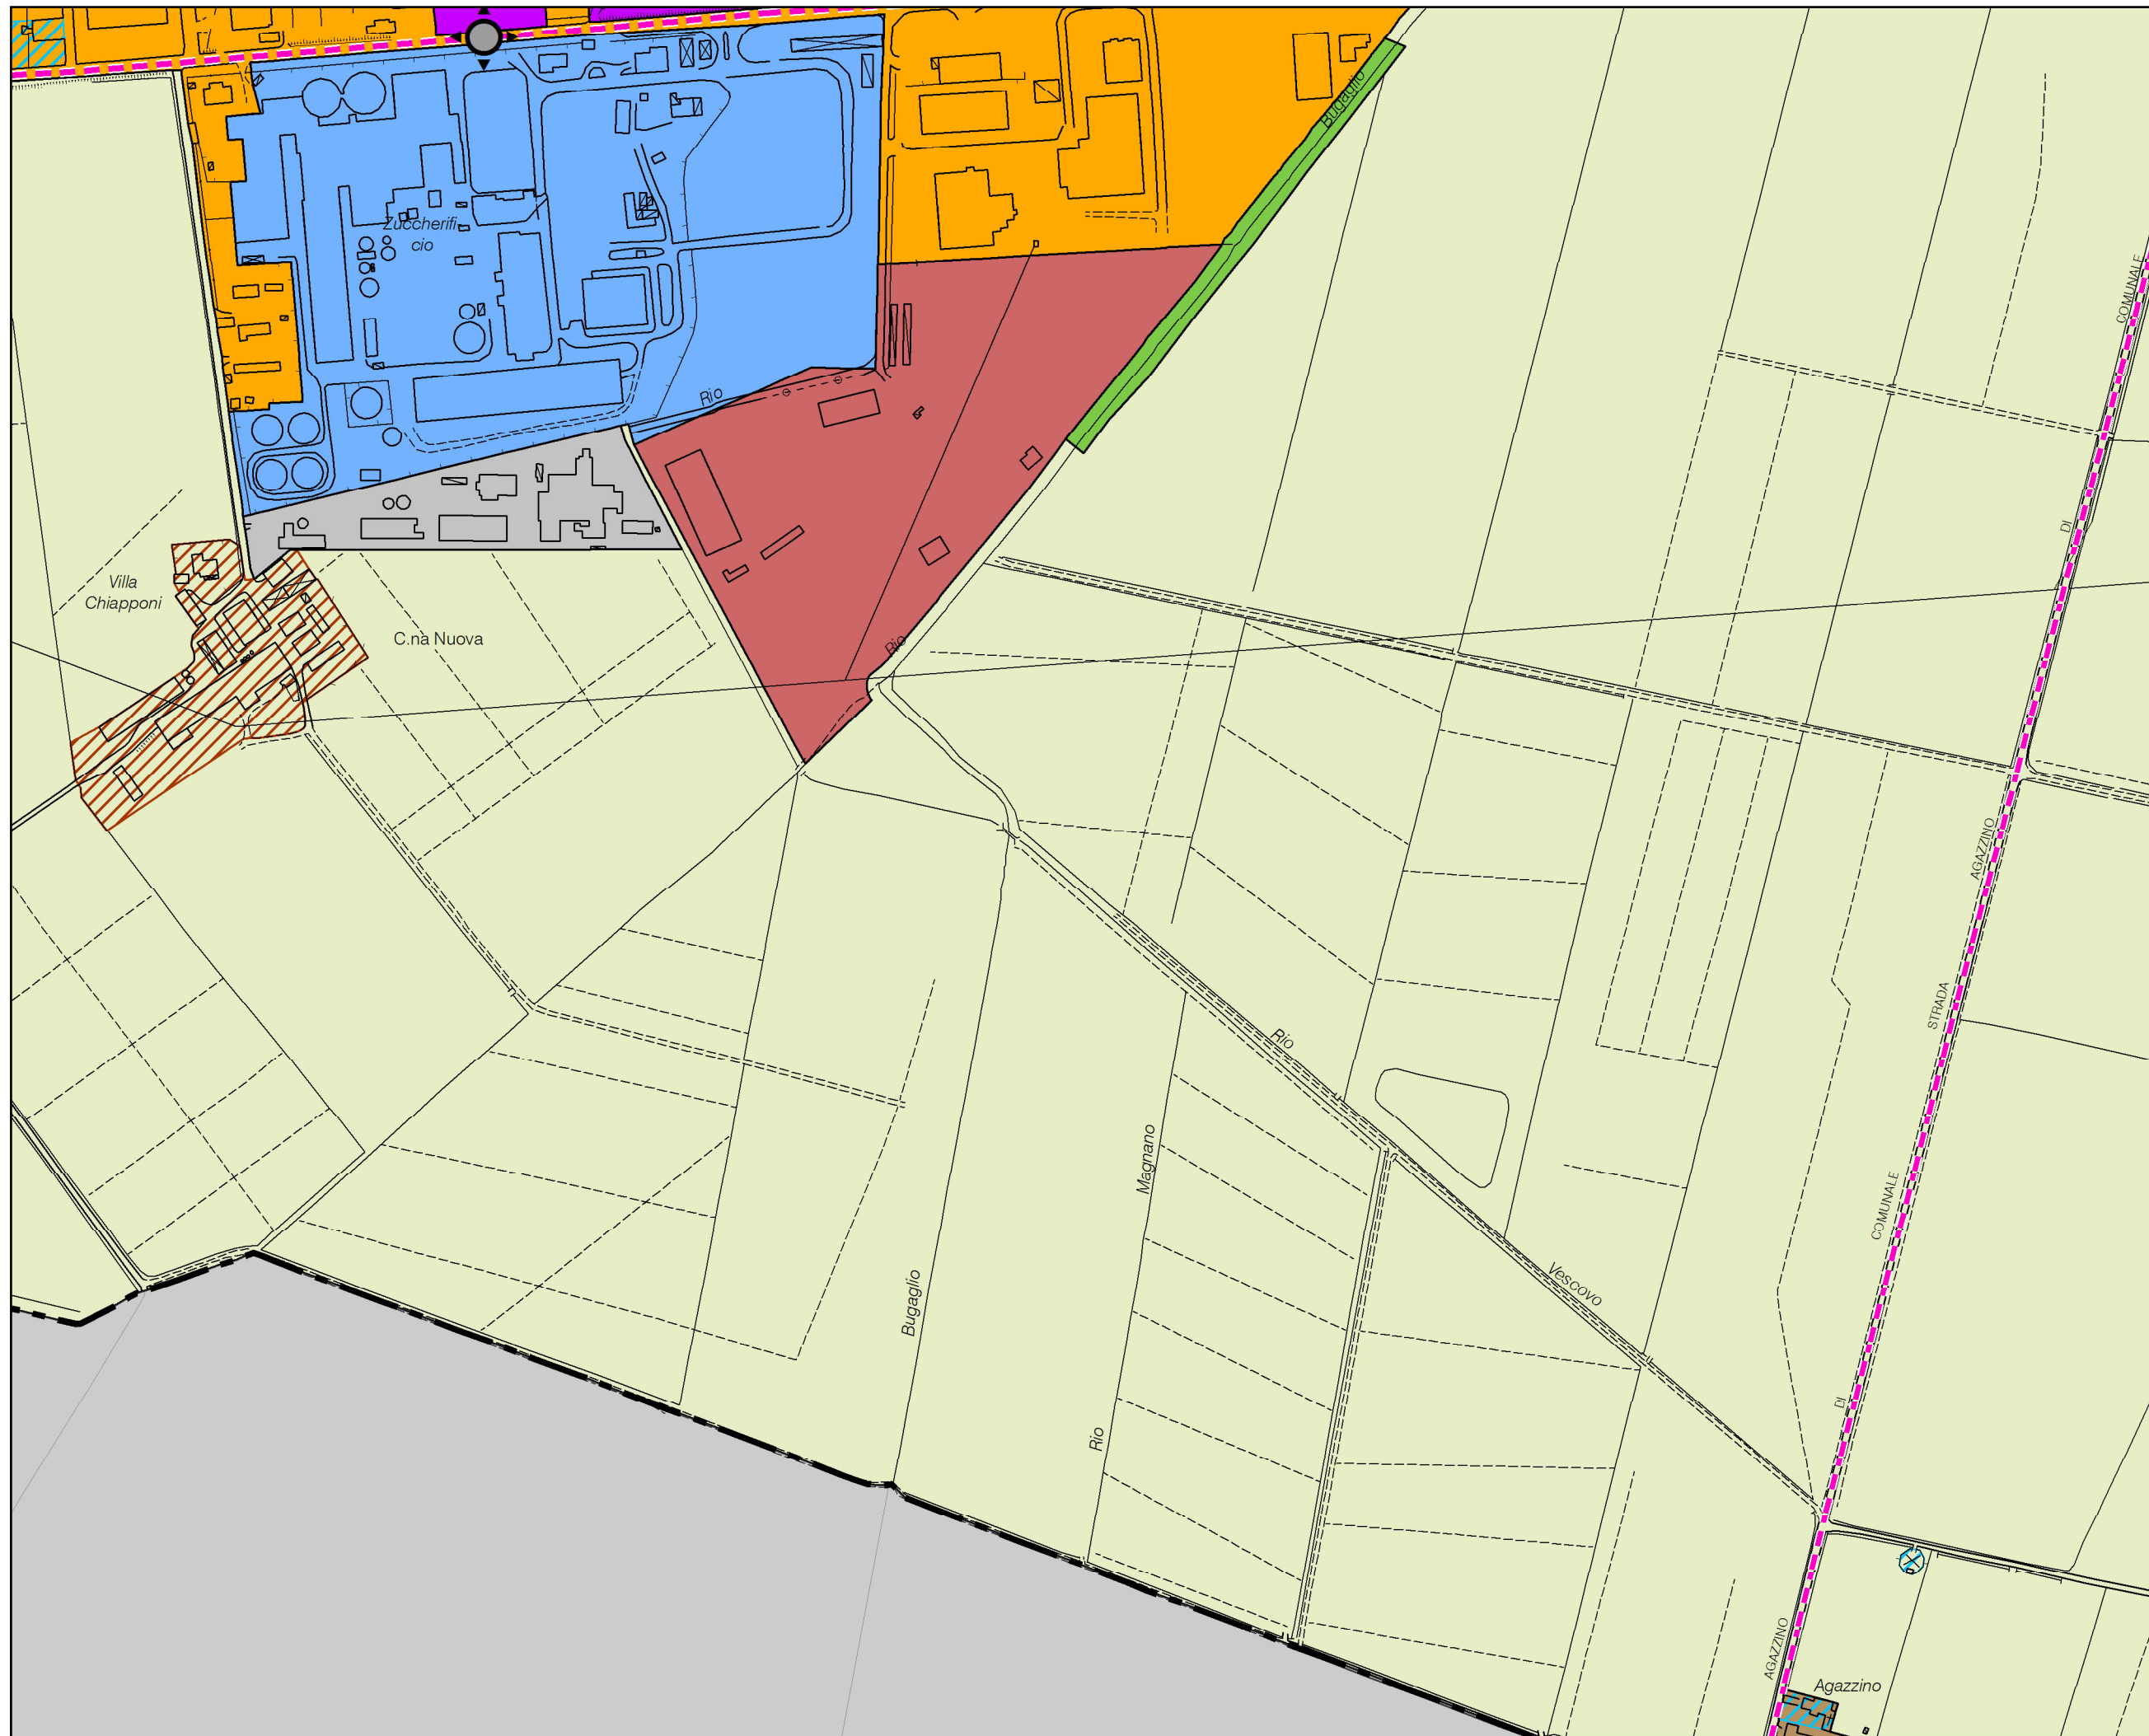 Bugaglio
Zuccherifi-
cio
COMUNALE
Rio
DI
Villa
Chiapponi
C.na Nuova
Rio
AGAZZINO
STRADA
Rio
Magnano
COMUNALE
Vescovo
Bugaglio
DI
Rio
AGAZZINO
Agazzino